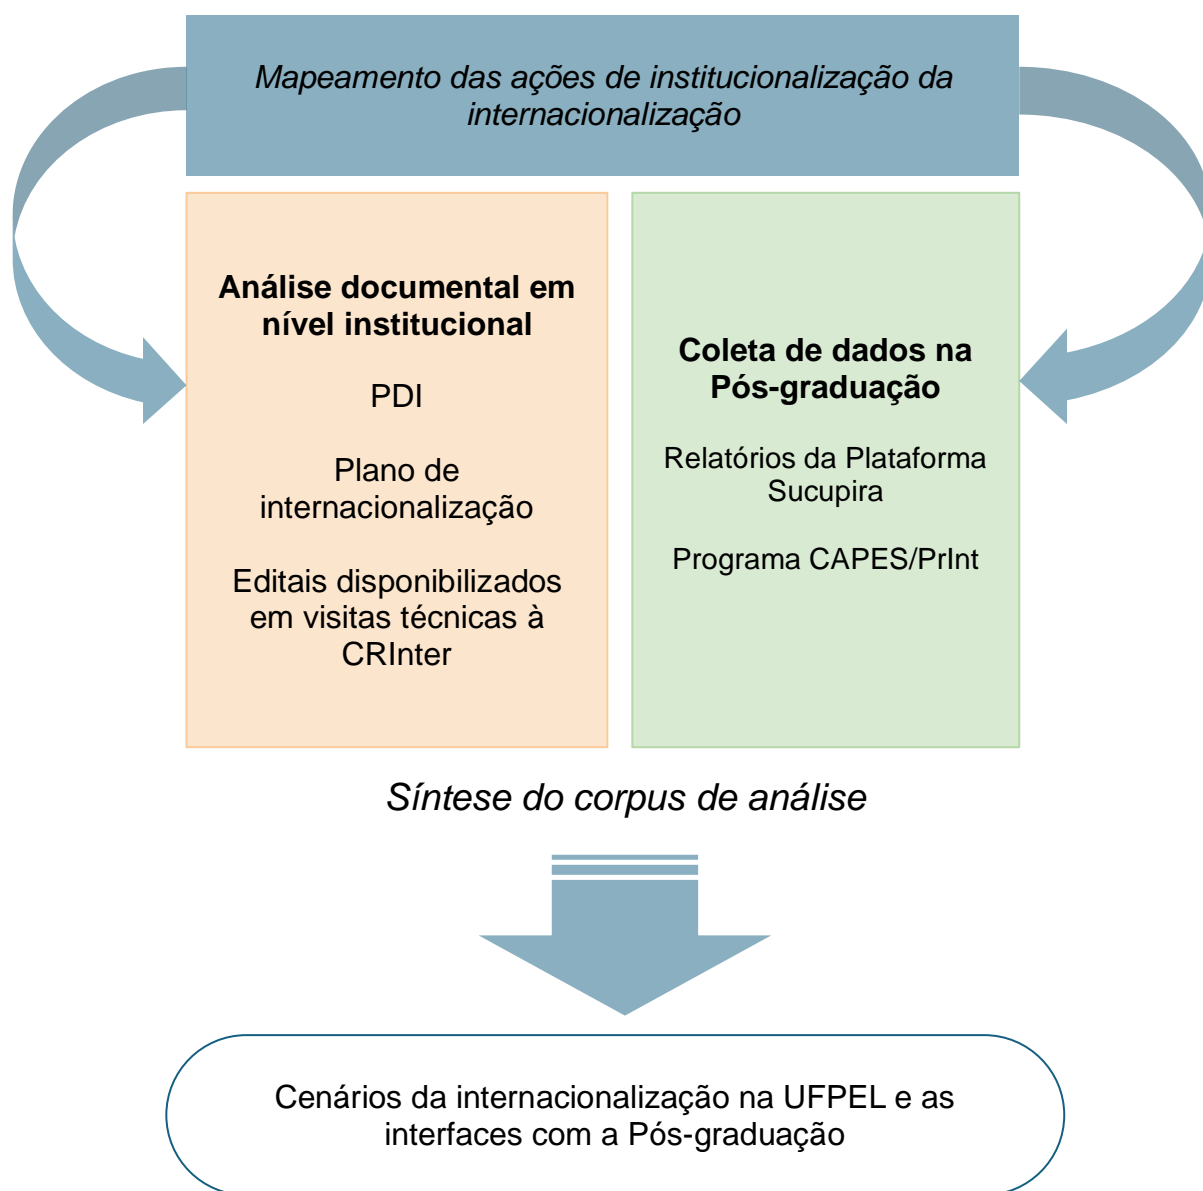 Mapeamento das ações de institucionalização da
internacionalização
Análise documental em
nível institucional
PDI
Plano de
internacionalização
Editais disponibilizados
em visitas técnicas à
CRInter
Coleta de dados na
Pós-graduação
Relatórios da Plataforma
Sucupira
Programa CAPES/PrInt
Síntese do corpus de análise
Cenários da internacionalização na UFPEL e as
interfaces com a Pós-graduação